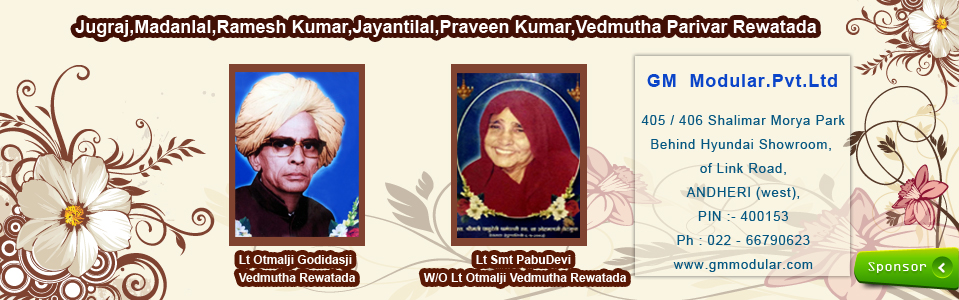 Jugraj,Madanlal,Ramesh Kumar,Jayantilal,Praveen Kumar,Vedmutha Parivar Rewatada
Lt Otmalji Godidasji
Vedmutha Rewatada
Lt Smt PabuDevi
W/O Lt Otmalji Vedmutha Rewatada
GM Modular.Pvt.Ltd
405 / 406 Shalimar Morya Park
Behind Hyundai Showroom,
of Link Road,
ANDHERI (west),
PIN :- 400153
Ph : 022 - 66790623
www.gmmodular.com
Sponsor